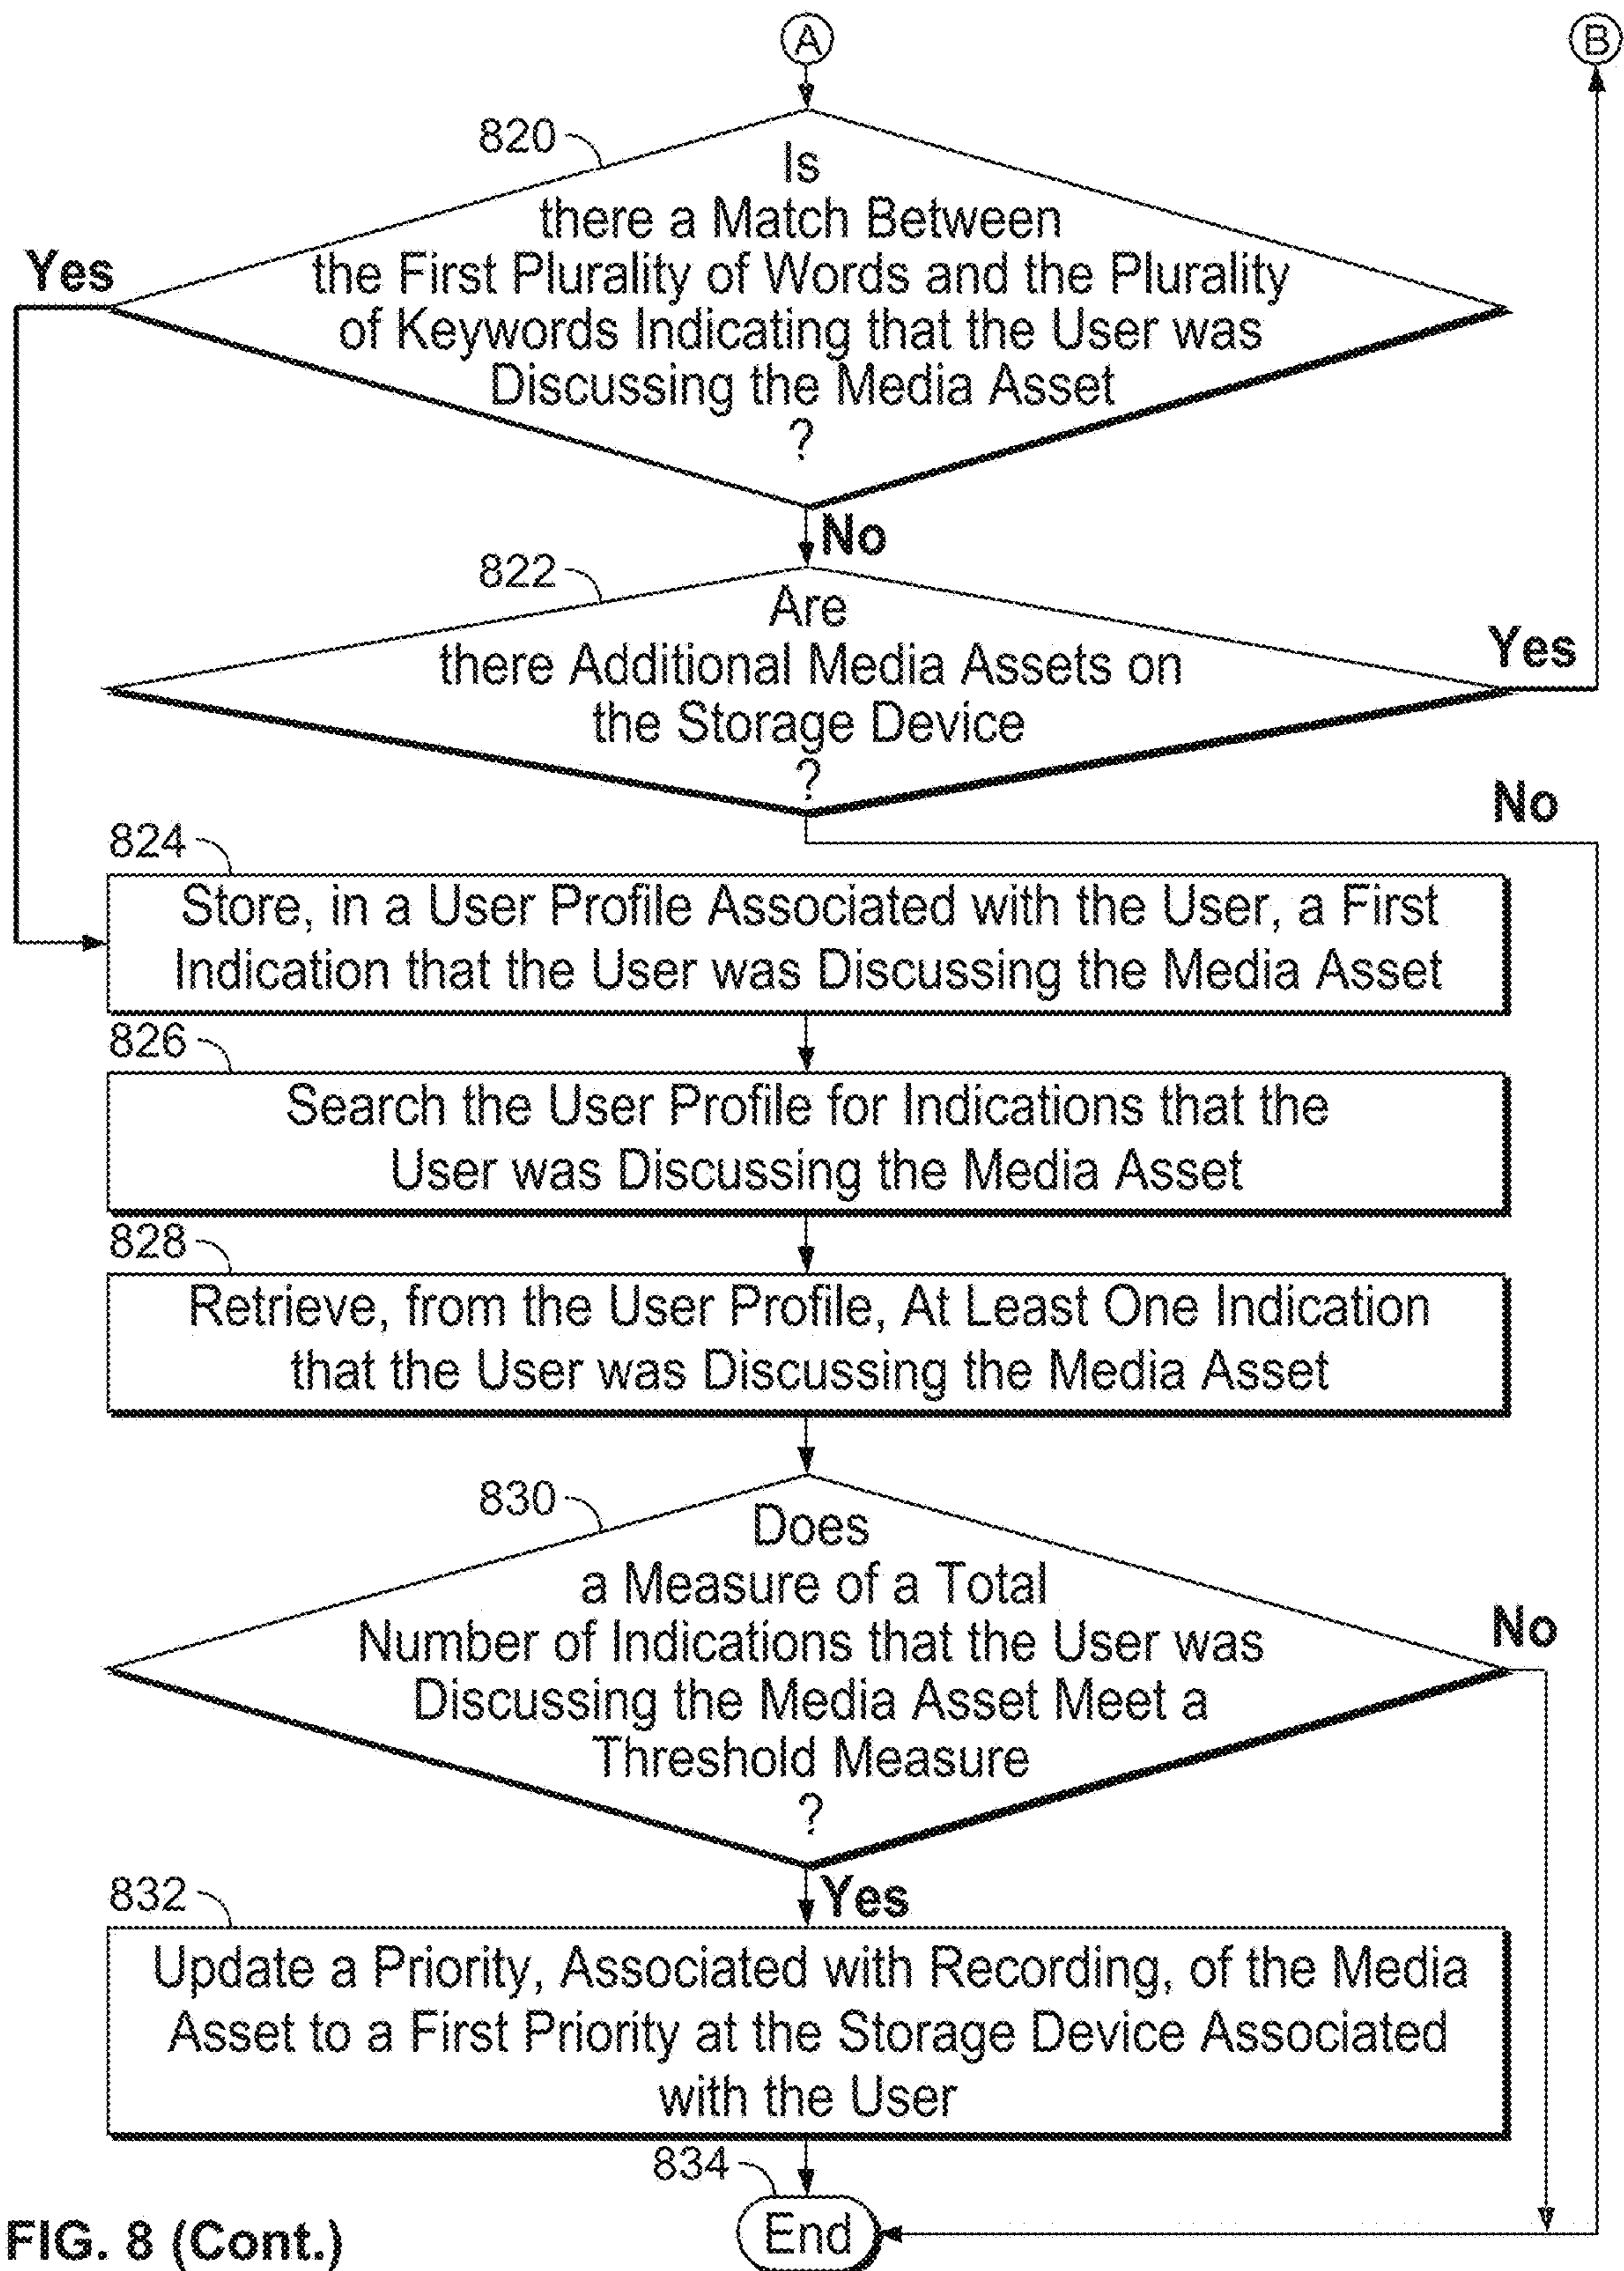 A
B
820
Is
there a Match Between
the First Plurality of Words and the Plurality
of Keywords Indicating that the User was
Discussing the Media Asset
?
Yes
No
822
Are
there Additional Media Assets on
the Storage Device
?
Yes
No
824
Store, in a User Profile Associated with the User, a First
Indication that the User was Discussing the Media Asset
826
Search the User Profile for Indications that the
User was Discussing the Media Asset
828
Retrieve, from the User Profile, At Least One Indication
that the User was Discussing the Media Asset
830
Does
a Measure of a Total
Number of Indications that the User was
Discussing the Media Asset Meet a
Threshold Measure
?
No
Yes
832
Update a Priority, Associated with Recording, of the Media
Asset to a First Priority at the Storage Device Associated
with the User
834
End
FIG. 8 (Cont.)